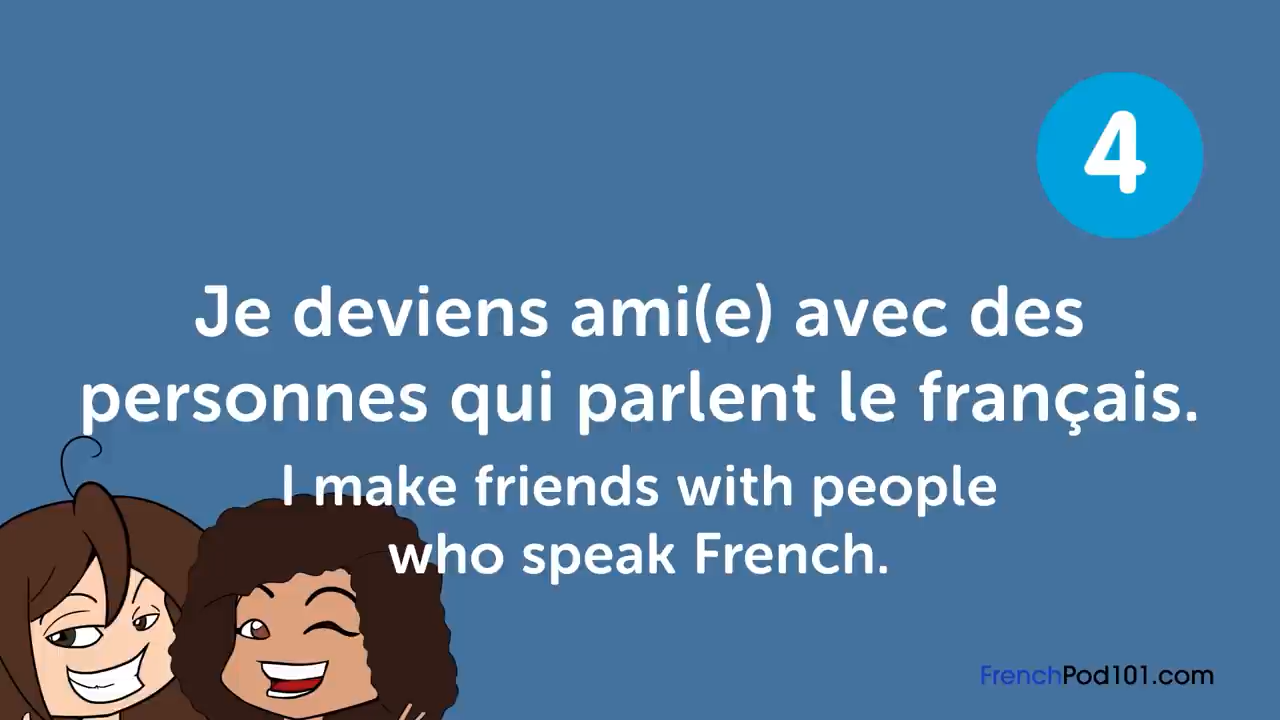 4
Je deviens ami(e) avec des
personnes qui parlent le français.
I make friends with people
who speak French.
FrenchPod101.com